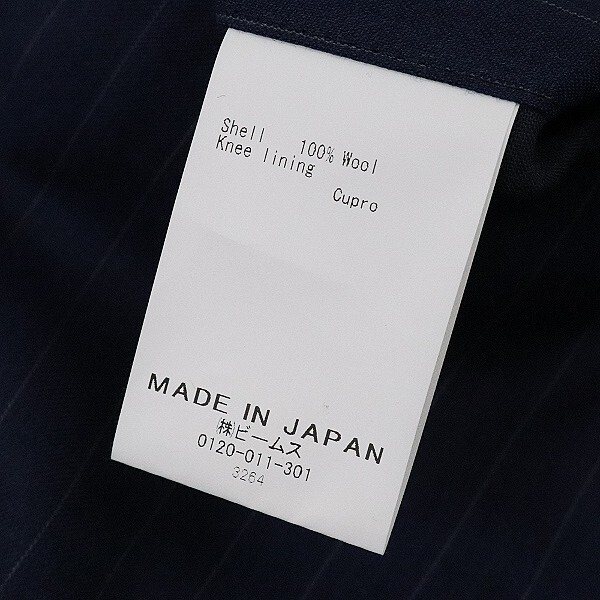 Shell 100% Wool
Knee lining
Cupro
MADE IN JAPAN
㈱ビームス
0120-011-301
3264